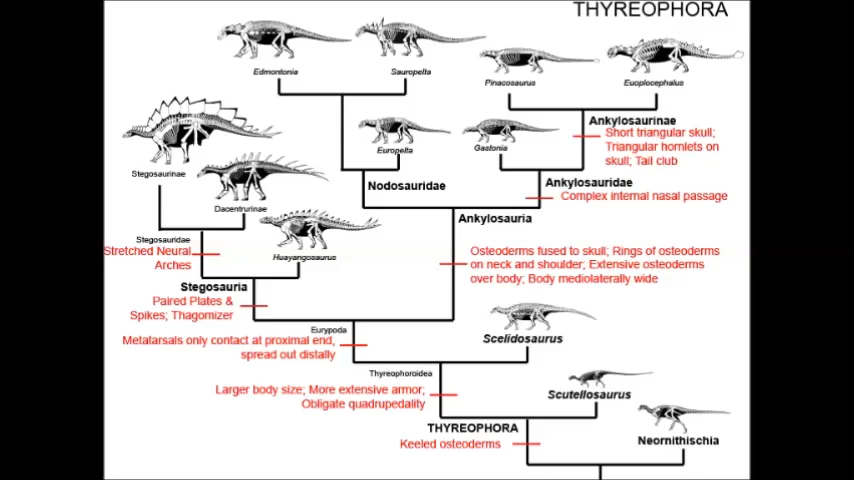 THYREOPHORA
Edmontonia
Sauropelta
Pinacosaurus
Euoplocephalus
Ankylosaurinae
Short triangular skull;
Triangular hornlets on
skull; Tail club
Europelta
Gastonia
Stegosaurinae
Nodosauridae
Ankylosauridae
Complex internal nasal passage
Dacentrurinae
Ankylosauria
Stegosauridae
Stretched Neural
Arches
Huayangosaurus
Osteoderms fused to skull; Rings of osteoderms
on neck and shoulder; Extensive osteoderms
over body; Body mediolaterally wide
Stegosauria
Paired Plates &
Spikes; Thagomizer
Eurypoda
Metatarsals only contact at proximal end,
spread out distally
Scelidosaurus
Thyreophoroidea
Larger body size; More extensive armor;
Obligate quadrupedality
Scutellosaurus
THYREOPHORA
Keeled osteoderms
Neornithischia